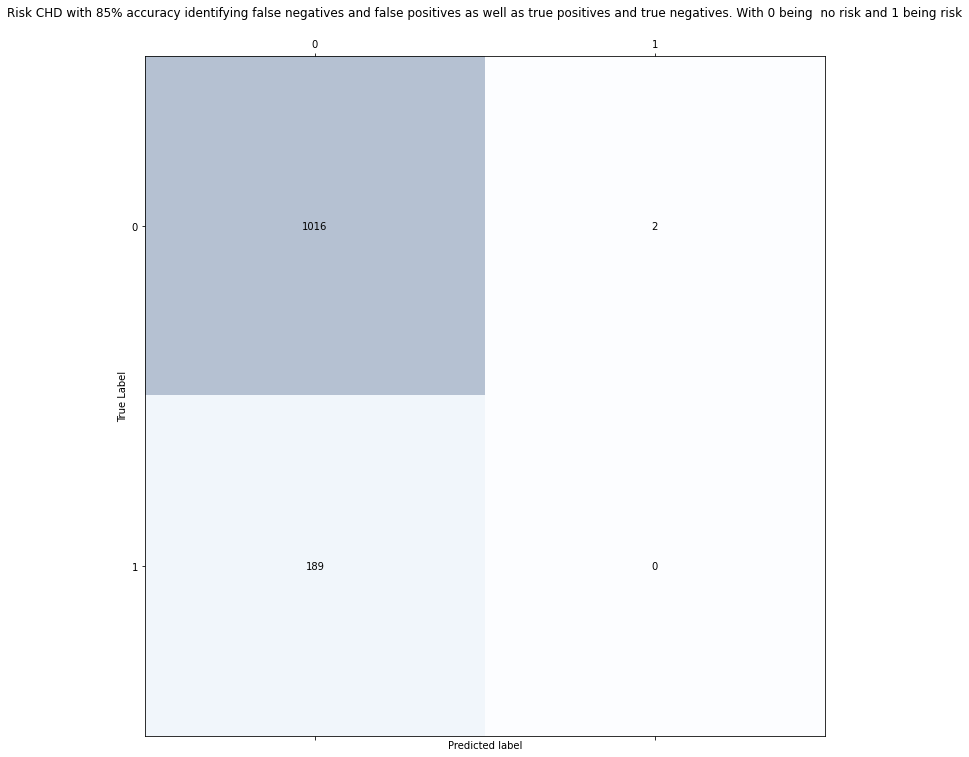 Risk CHD with 85% accuracy identifying false negatives and false positives as well as true positives and true negatives. With 0 being  no risk and 1 being risk
0 1
0 1016 2
True Label
1 189 0
Predicted label